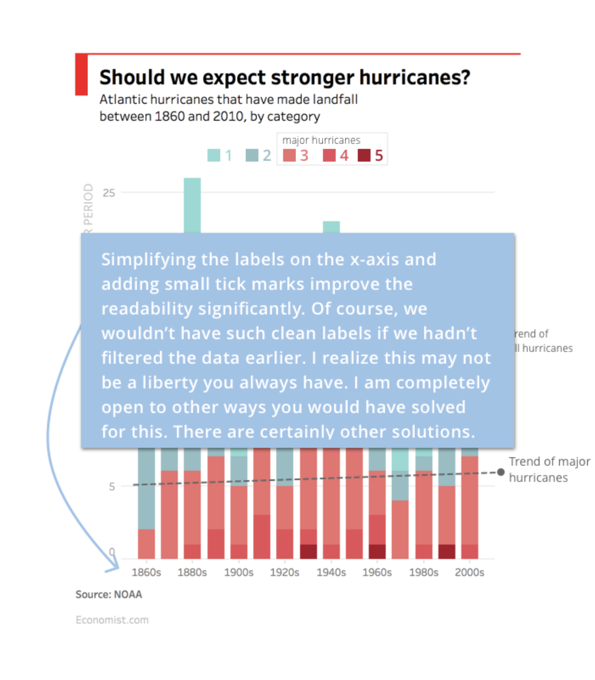 Should we expect stronger hurricanes?
Atlantic hurricanes that have made landfall
between 1860 and 2010, by category
major hurricanes
1 2 3 4 5
25
R PERIOD
Simplifying the labels on the x-axis and
adding small tick marks improve the
readability significantly. Of course, we
wouldn’t have such clean labels if we hadn’t
filtered the data earlier. I realize this may not
be a liberty you always have. I am completely
open to other ways you would have solved
for this. There are certainly other solutions.
rend of
ll hurricanes
Trend of major
hurricanes
5
0
1860s 1880s 1900s 1920s 1940s 1960s 1980s 2000s
Source: NOAA
Economist.com